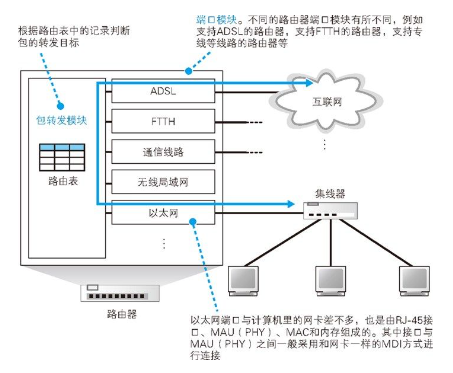 端口模块。不同的路由器端口模块有所不同，例如
支持ADSL的路由器，支持FTTH的路由器，支持专
线等线路的路由器等
根据路由表中的记录判断
包的转发目标
包转发模块
路由表
ADSL
FTTH
通信线路
无线局域网
以太网
⋮
互联网
⋮
集线器
路由器
以太网端口与计算机里的网卡差不多，也是由RJ-45接
口、MAU（PHY）、MAC和内存组成的。其中接口与
MAU（PHY）之间一般采用和网卡一样的MDI方式进
行连接